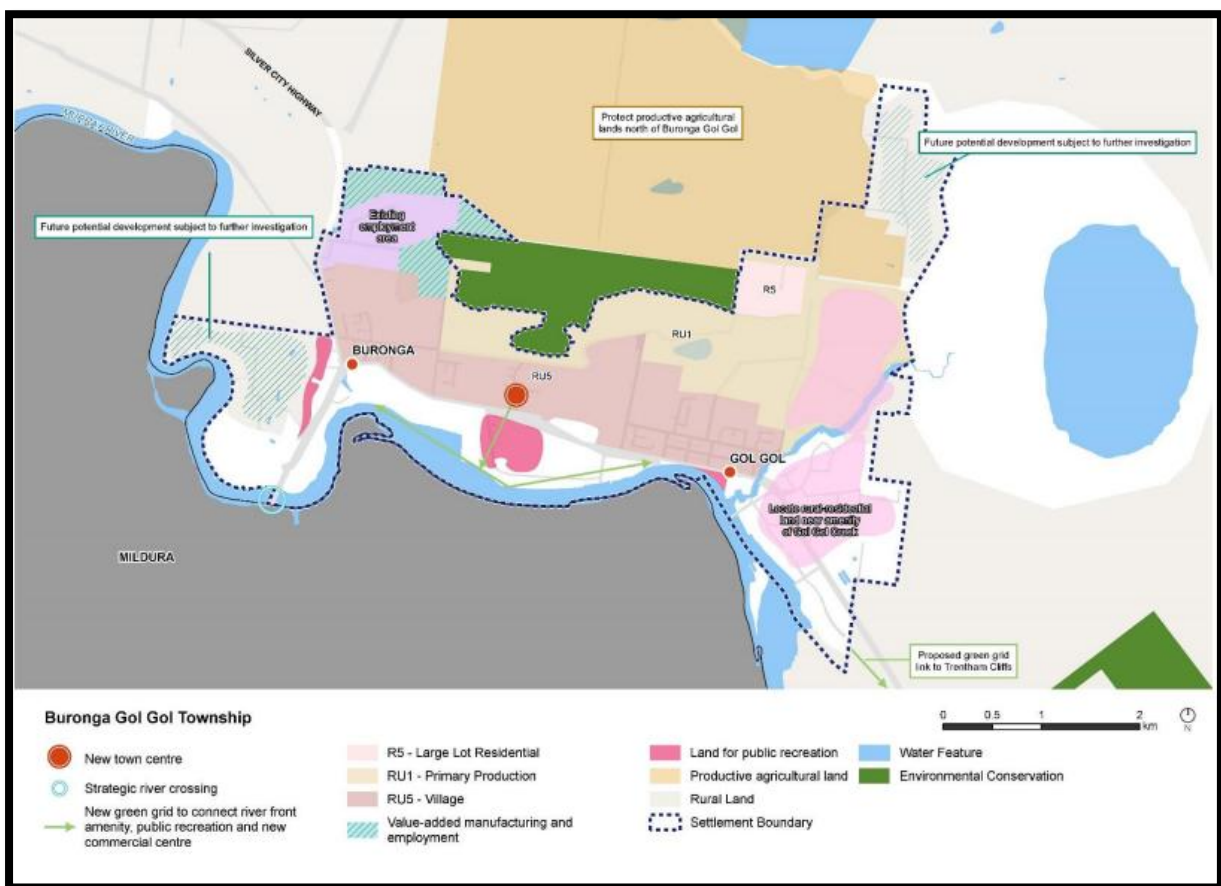 SILVER CITY HIGHWAY
MURRAY RIVER
Protect productive agricultural
lands north of Buronga Gol Gol
Future potential development subject to further investigation
Future potential development subject to further investigation
Existing
employment
area
R5
RU1
BURONGA
RU5
GOL GOL
Locate rural-residential
land near amenity
of Gol Gol Creek
MILDURA
Proposed green grid
link to Trentham Cliffs
Buronga Gol Gol Township
0 0.5 1 2
km
N
New town centre
Strategic river crossing
New green grid to connect river front
amenity, public recreation and new
commercial centre
R5 - Large Lot Residential
RU1 - Primary Production
RU5 - Village
Value-added manufacturing and
employment
Land for public recreation
Productive agricultural land
Rural Land
Settlement Boundary
Water Feature
Environmental Conservation